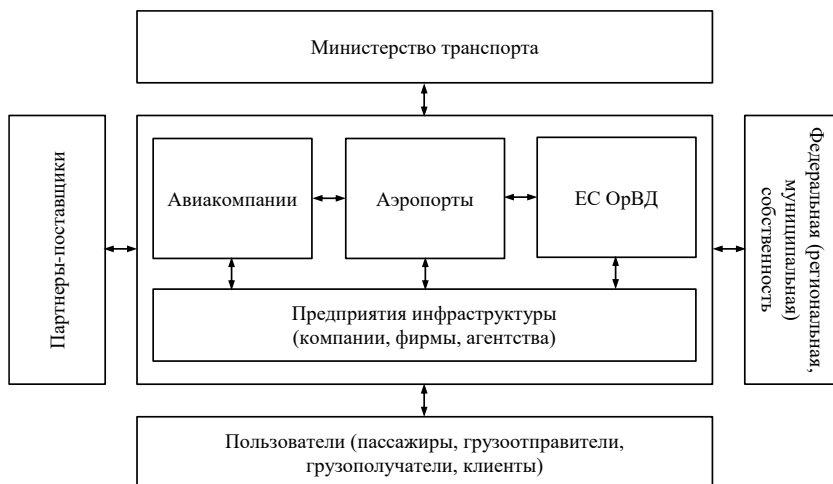 Министерство транспорта
Партнеры-поставщики
Авиакомпании
Аэропорты
ЕС ОрВД
Предприятия инфраструктуры
(компании, фирмы, агентства)
Федеральная (региональная,
муниципальная)
собственность
Пользователи (пассажиры, грузоотправители,
грузополучатели, клиенты)